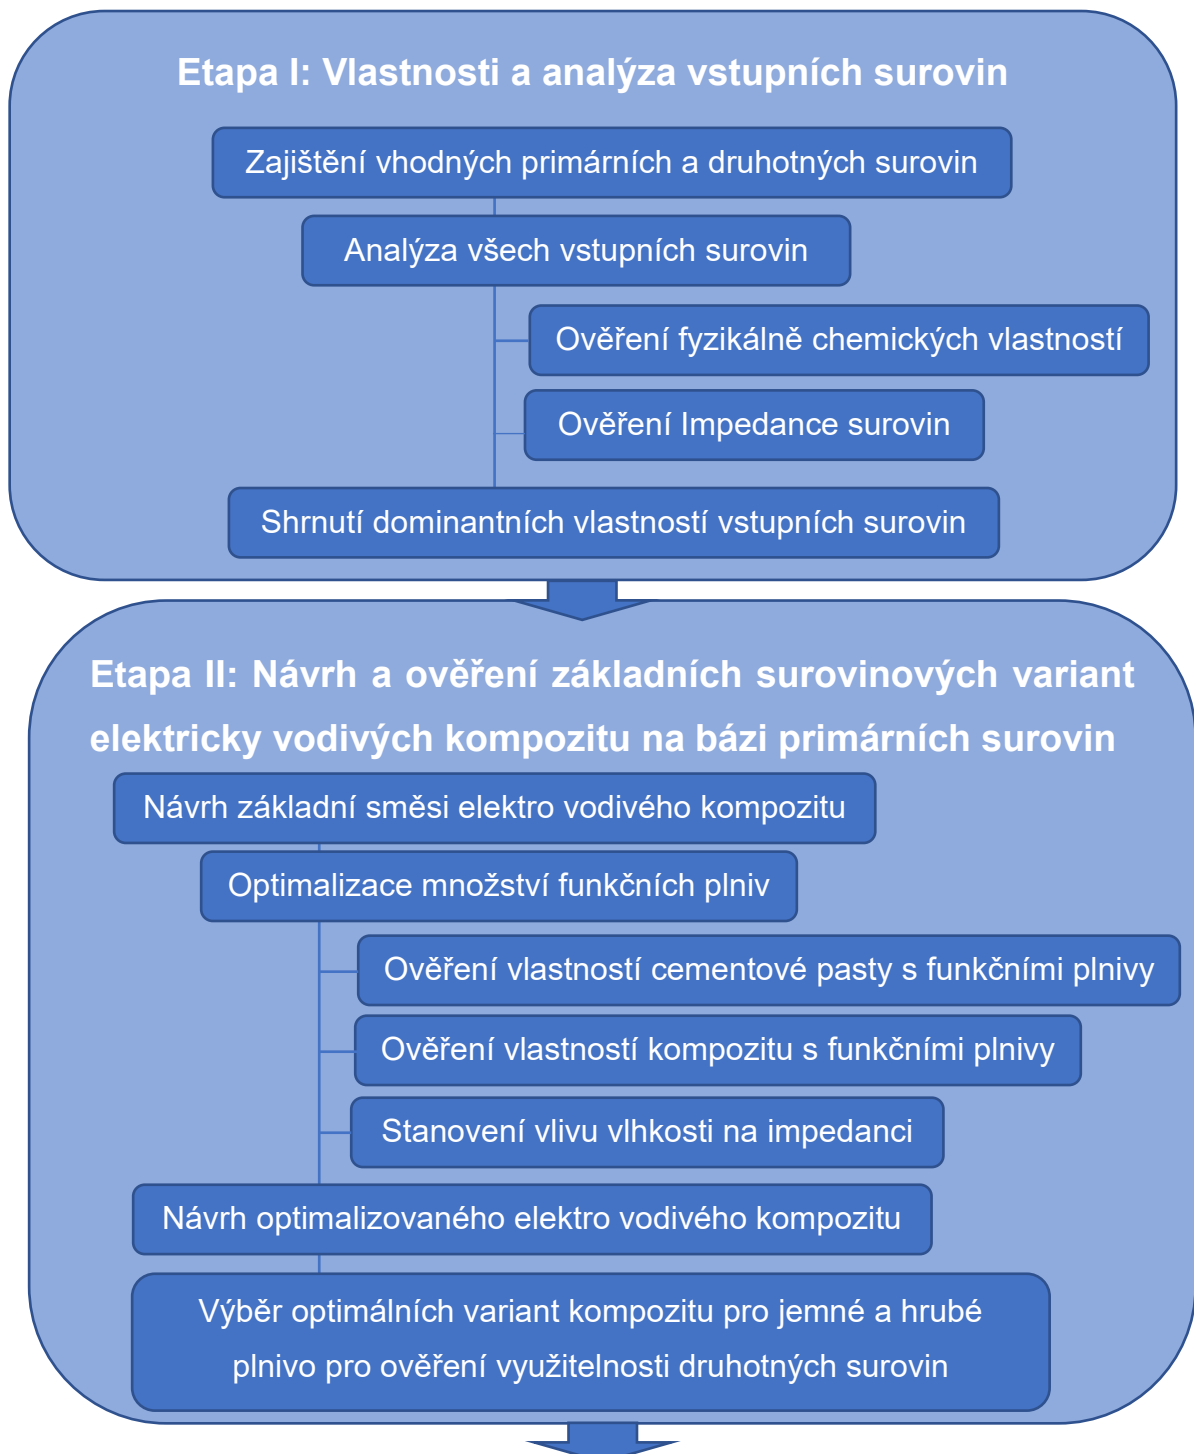 Etapa I: Vlastnosti a analýza vstupních surovin
Zajištění vhodných primárních a druhotných surovin
Analýza všech vstupních surovin
Ověření fyzikálně chemických vlastností
Ověření Impedance surovin
Shrnutí dominantních vlastností vstupních surovin
Etapa II: Návrh a ověření základních surovinových variant
elektricky vodivých kompozitu na bázi primárních surovin
Návrh základní směsi elektro vodivého kompozitu
Optimalizace množství funkčních plniv
Ověření vlastností cementové pasty s funkčními plnivy
Ověření vlastností kompozitu s funkčními plnivy
Stanovení vlivu vlhkosti na impedanci
Návrh optimalizovaného elektro vodivého kompozitu
Výběr optimálních variant kompozitu pro jemné a hrubé
plnivo pro ověření využitelnosti druhotných surovin